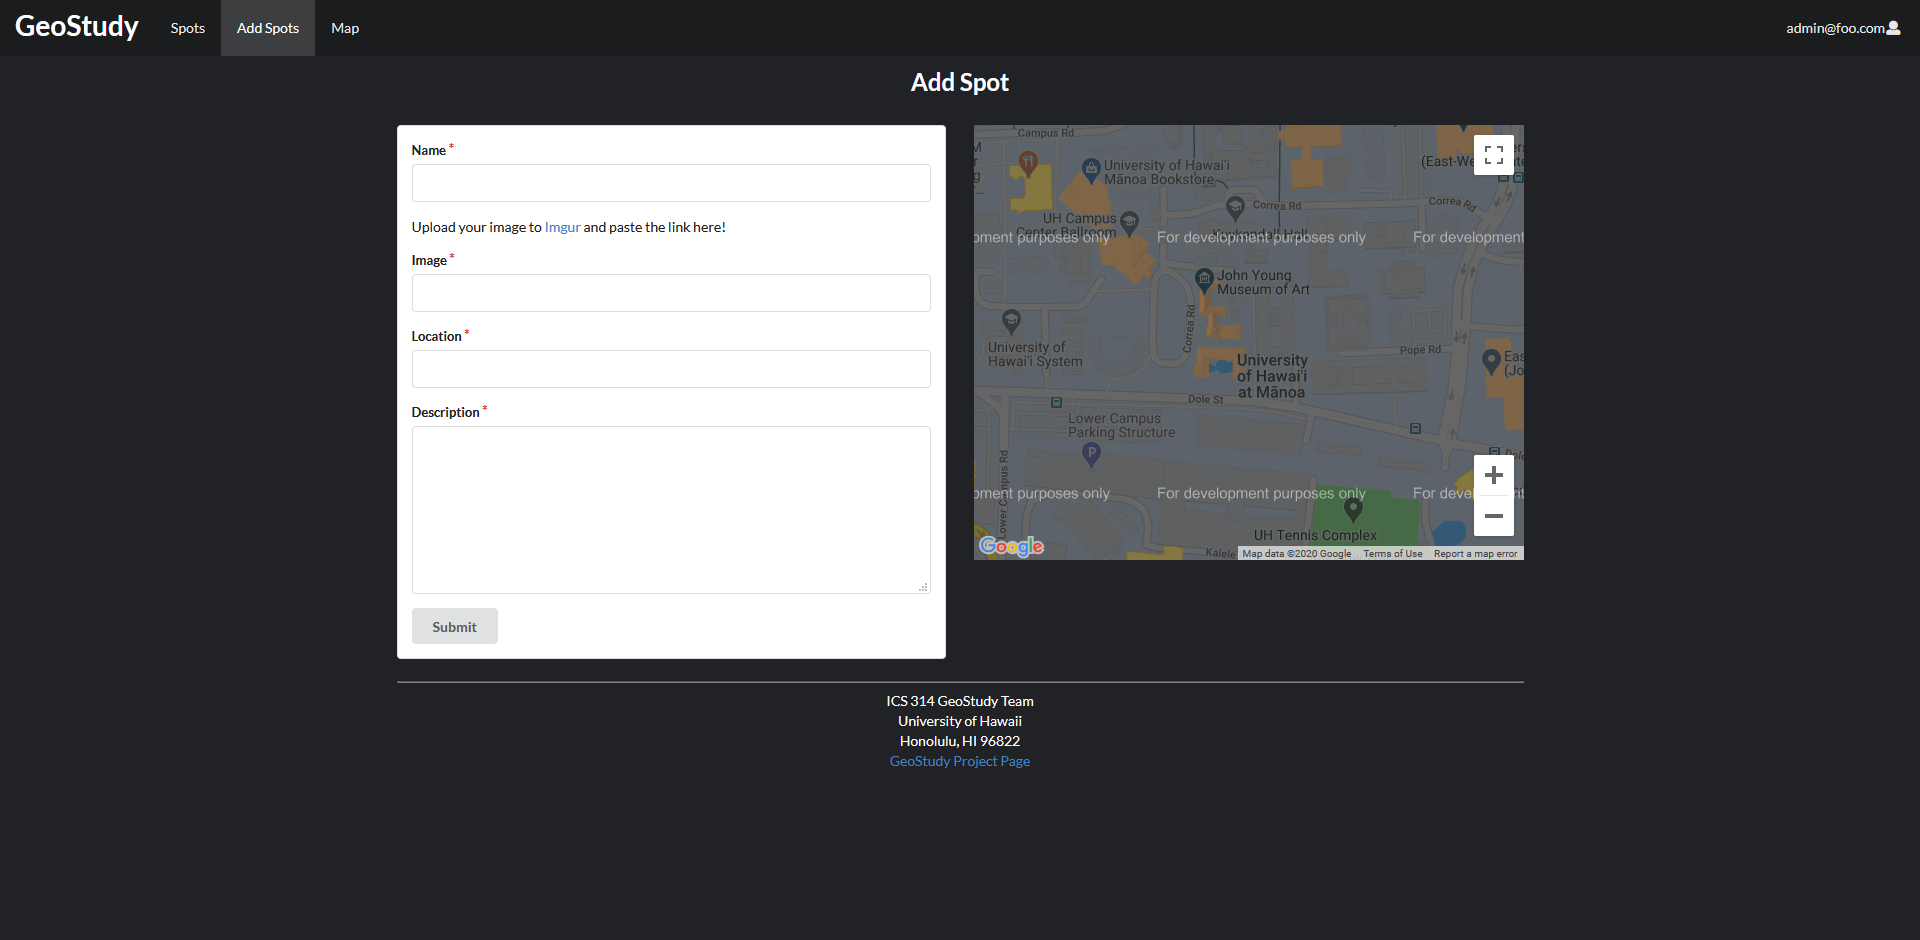 GeoStudy
Spots
Add Spots
Map
admin@foo.com
Add Spot
Name *
Upload your image to Imgur and paste the link here!
Image *
Location *
Description *
Submit
Campus Rd
University of Hawai'i
Mānoa Bookstore
(East-We
UH Campus
Center Ballroom
Correa Rd
Correa Rd
Kuykendall Hall
pment purposes only
For development purposes only
For development
John Young
Museum of Art
Correa Rd
University of
Hawai'i System
University
of Hawai'i
at Mānoa
Pope Rd
Eas
(Jo
Dole St
Lower Campus
Parking Structure
P
Lower Campus Rd
pment purposes only
For development purposes only
For deve
UH Tennis Complex
Kalele
Google
Map data ©2020 Google
Terms of Use
Report a map error
ICS 314 GeoStudy Team
University of Hawaii
Honolulu, HI 96822
GeoStudy Project Page